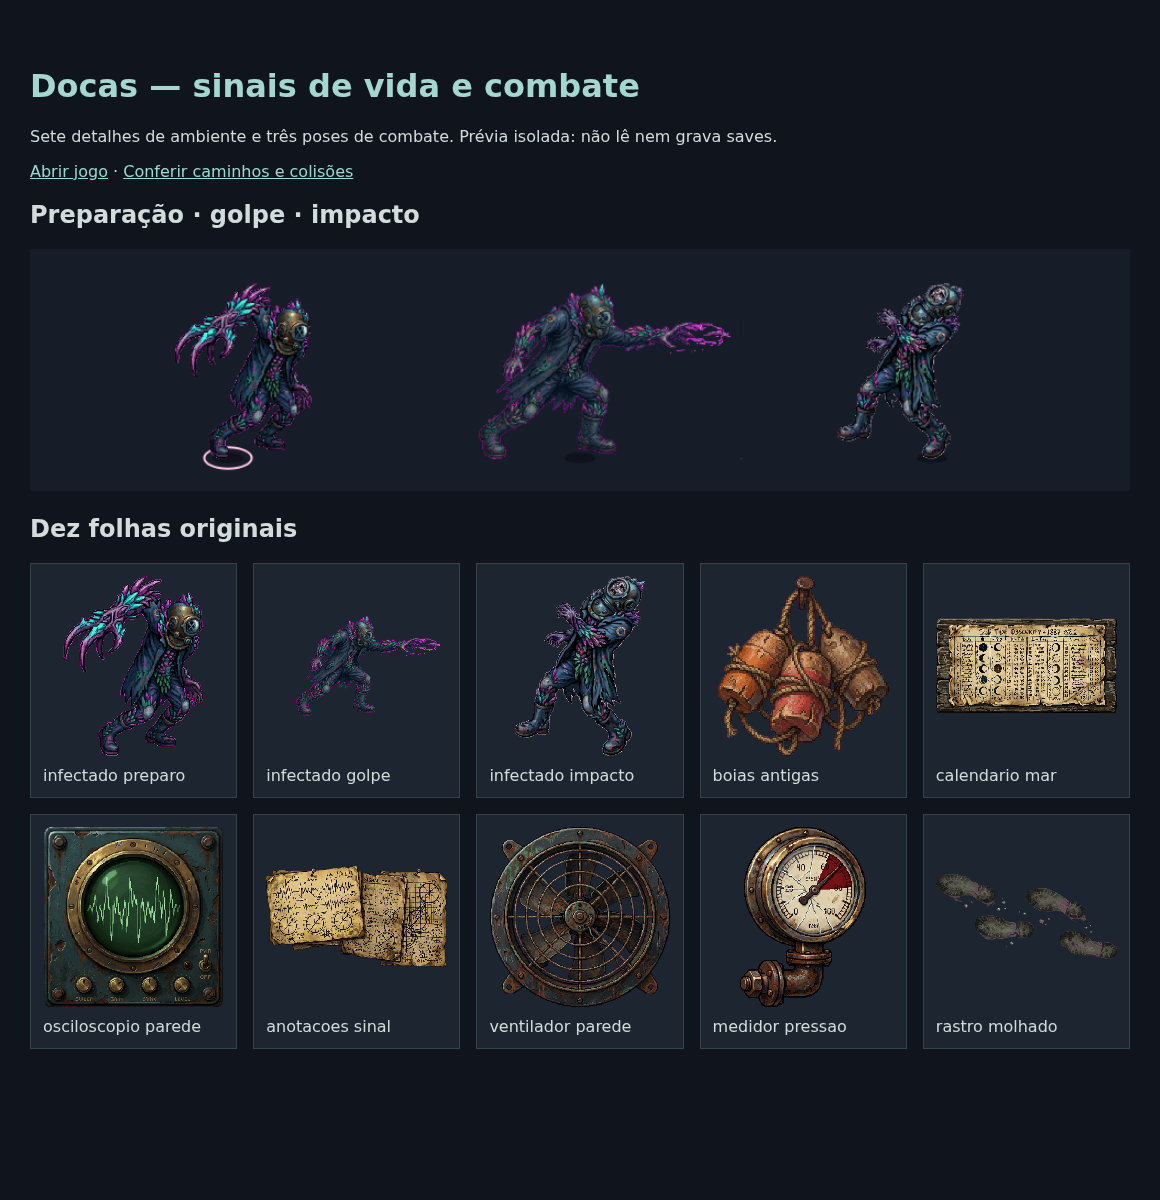 Docas — sinais de vida e combate
Sete detalhes de ambiente e três poses de combate. Prévia isolada: não lê nem grava saves.
Abrir jogo · Conferir caminhos e colisões
Preparação · golpe · impacto
Dez folhas originais
infectado preparo
infectado golpe
infectado impacto
boias antigas
calendario mar
osciloscopio parede
anotacoes sinal
ventilador parede
medidor pressao
rastro molhado